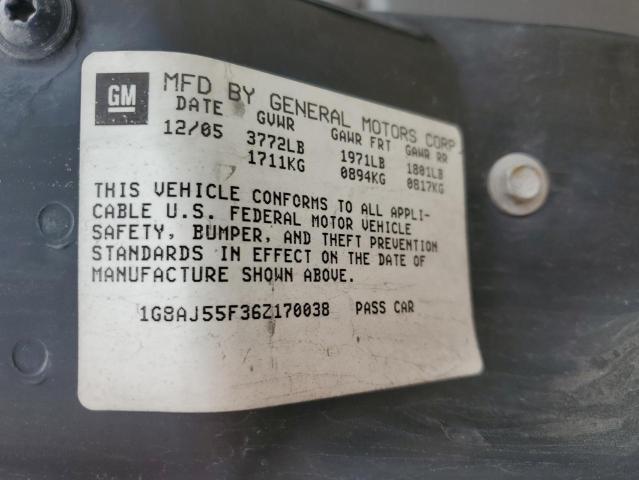 GM
MFD BY GENERAL MOTORS CORP
DATE GVWR GAWR FRT GAWR RR
12/05 3772LB 1971LB 1801LB
1711KG 0894KG 0817KG
THIS VEHICLE CONFORMS TO ALL APPLI-
CABLE U.S. FEDERAL MOTOR VEHICLE
SAFETY, BUMPER, AND THEFT PREVENTION
STANDARDS IN EFFECT ON THE DATE OF
MANUFACTURE SHOWN ABOVE.
1G8AJ55F36Z170038 PASS CAR